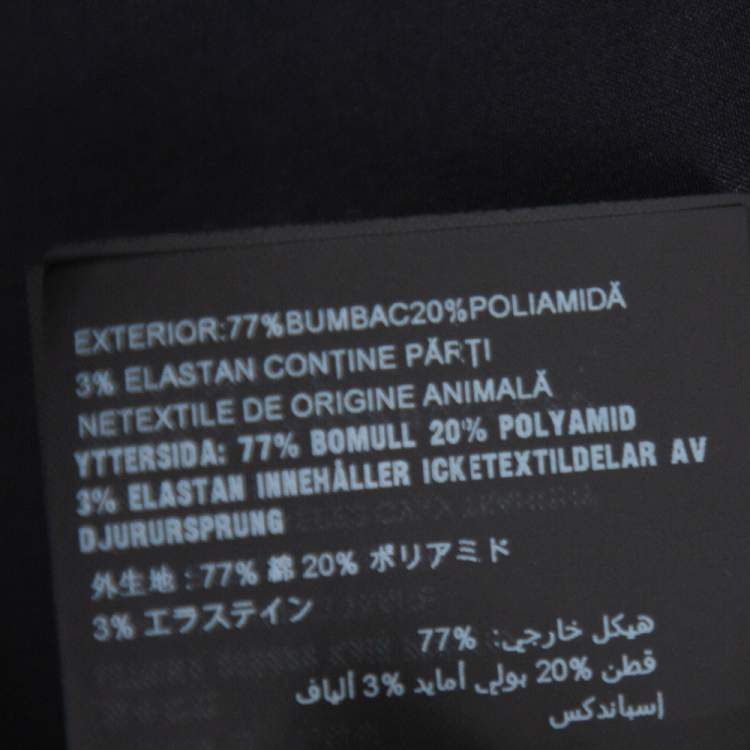 EXTERIOR:77%BUMBAC20%POLIAMIDĂ
3% ELASTAN CONȚINE PĂRȚI
NETEXTILE DE ORIGINE ANIMALĂ
YTTERSIDA: 77% BOMULL 20% POLYAMID
3% ELASTAN INNEHÅLLER ICKETEXTILDELAR AV
DJURURSPRUNG
外生地 : 77% 綿 20% ポリアミド
3% エラステイン
هيكل خارجي: 77%
قطن 20% بولي أمايد 3% ألياف
إسباندكس